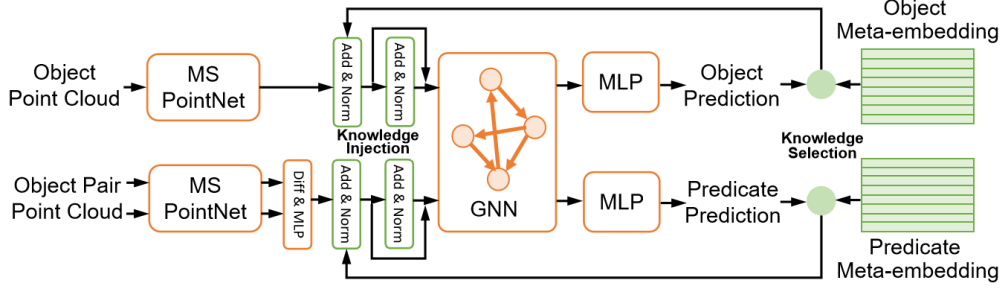 Object
Meta-embedding
Object
Point Cloud
MS
PointNet
Add & Norm
Add & Norm
MLP
Object
Prediction
Knowledge
Injection
Knowledge
Selection
Object Pair
Point Cloud
MS
PointNet
Diff & MLP
Add & Norm
Add & Norm
GNN
MLP
Predicate
Prediction
Predicate
Meta-embedding